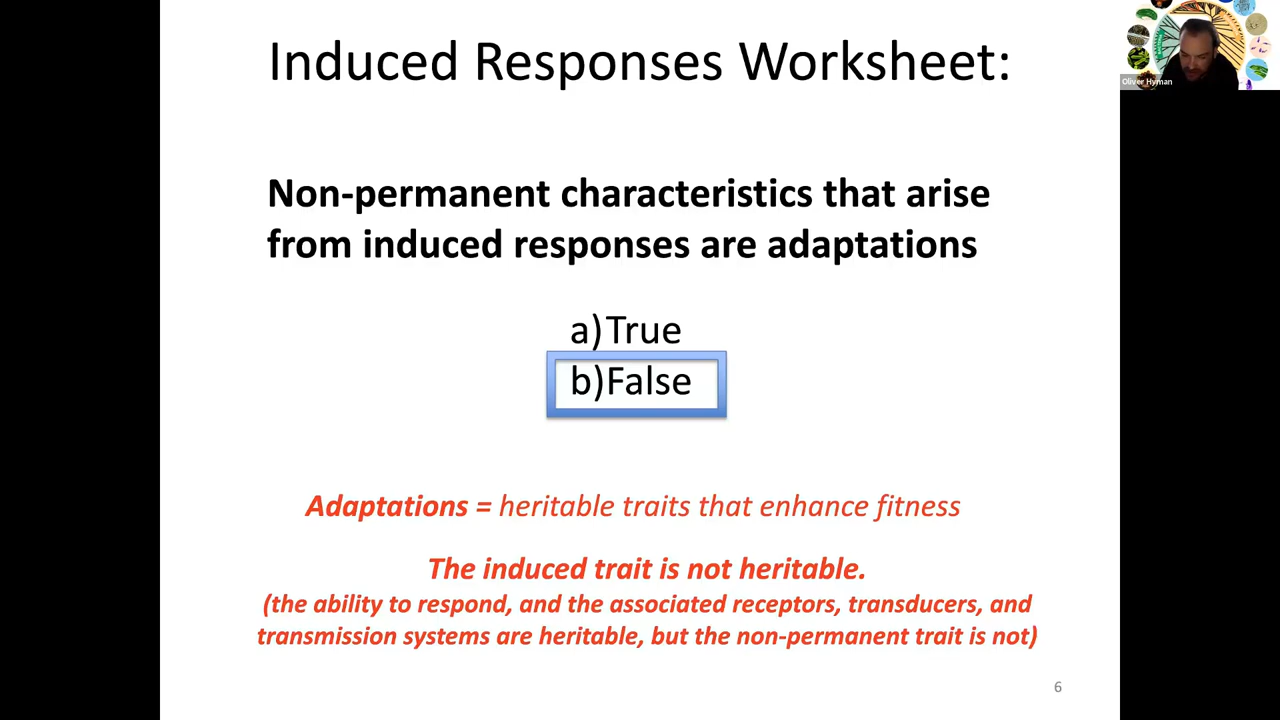 Induced Responses Worksheet:
Oliver Hyman
Non-permanent characteristics that arise
from induced responses are adaptations
a)True
b)False
Adaptations = heritable traits that enhance fitness
The induced trait is not heritable.
(the ability to respond, and the associated receptors, transducers, and
transmission systems are heritable, but the non-permanent trait is not)
6